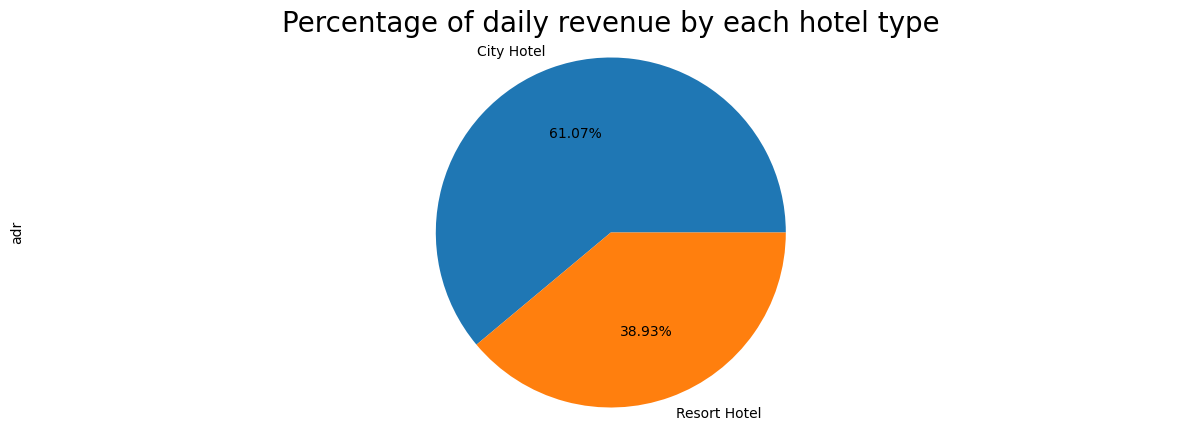 Percentage of daily revenue by each hotel type
City Hotel
61.07%
adr
38.93%
Resort Hotel